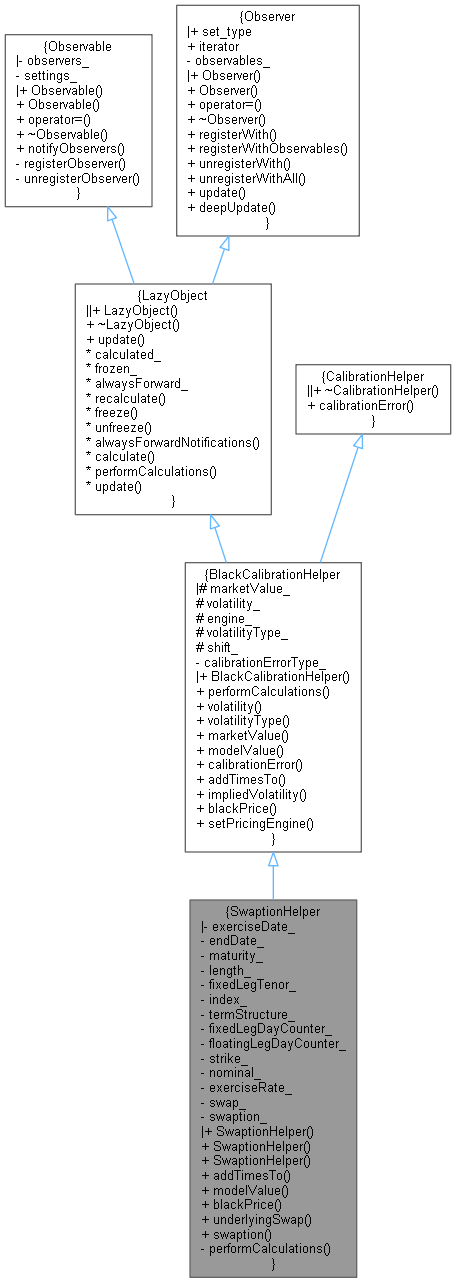 {Observable
|- observers_
- settings_
|+ Observable()
+ Observable()
+ operator=()
+ ~Observable()
+ notifyObservers()
- registerObserver()
- unregisterObserver()
}
{Observer
|+ set_type
+ iterator
- observables_
|+ Observer()
+ Observer()
+ operator=()
+ ~Observer()
+ registerWith()
+ registerWithObservables()
+ unregisterWith()
+ unregisterWithAll()
+ update()
+ deepUpdate()
}
{LazyObject
||+ LazyObject()
+ ~LazyObject()
+ update()
* calculated_
* frozen_
* alwaysForward_
* recalculate()
* freeze()
* unfreeze()
* alwaysForwardNotifications()
* calculate()
* performCalculations()
* update()
}
{CalibrationHelper
||+ ~CalibrationHelper()
+ calibrationError()
}
{BlackCalibrationHelper
|# marketValue_
# volatility_
# engine_
# volatilityType_
# shift_
- calibrationErrorType_
|+ BlackCalibrationHelper()
+ performCalculations()
+ volatility()
+ volatilityType()
+ marketValue()
+ modelValue()
+ calibrationError()
+ addTimesTo()
+ impliedVolatility()
+ blackPrice()
+ setPricingEngine()
}
{SwaptionHelper
|- exerciseDate_
- endDate_
- maturity_
- length_
- fixedLegTenor_
- index_
- termStructure_
- fixedLegDayCounter_
- floatingLegDayCounter_
- strike_
- nominal_
- exerciseRate_
- swap_
- swaption_
|+ SwaptionHelper()
+ SwaptionHelper()
+ SwaptionHelper()
+ addTimesTo()
+ modelValue()
+ blackPrice()
+ underlyingSwap()
+ swaption()
- performCalculations()
}